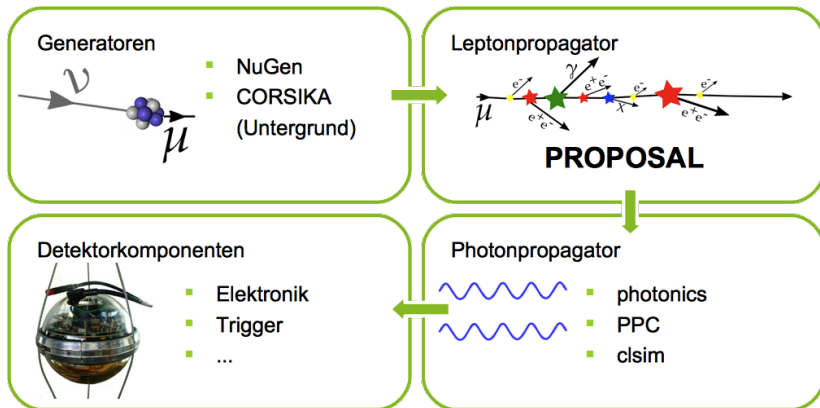 Generatoren
ν
μ
NuGen
CORSIKA
(Untergrund)
Leptonpropagator
μ
e-
e+e-
γ
e+e-
X
e-
e+e-
e-
PROPOSAL
Detektorkomponenten
Elektronik
Trigger
...
Photonpropagator
photonics
PPC
clsim